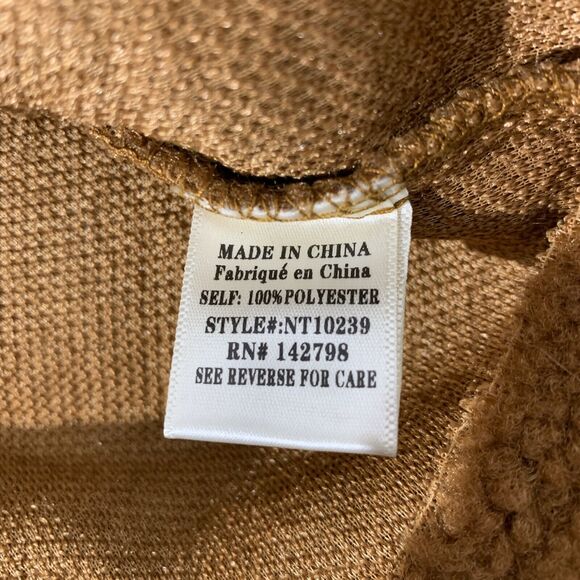 MADE IN CHINA
Fabriqué en China
SELF: 100%POLYESTER
STYLE#:NT10239
RN# 142798
SEE REVERSE FOR CARE